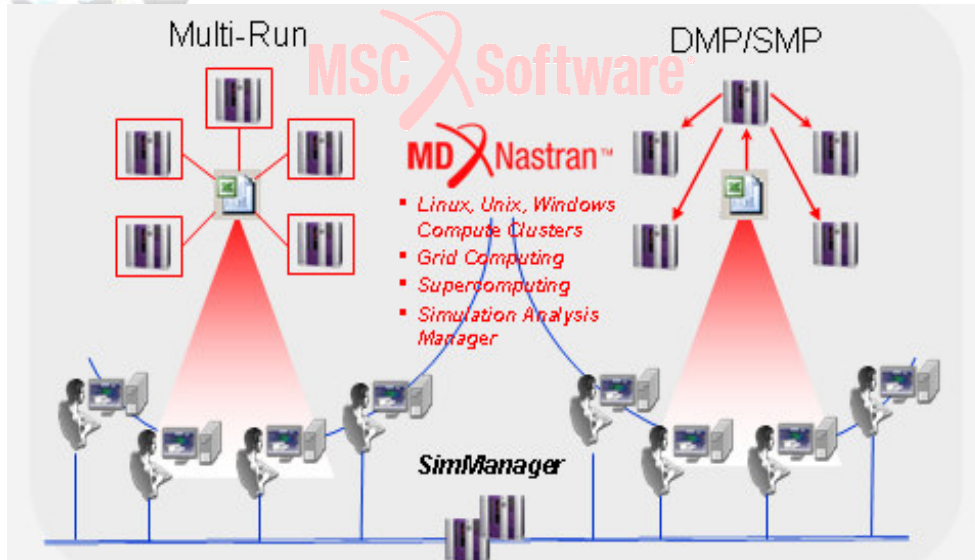 Multi-Run
DMP/SMP
MSC Software
MD Nastran™
▪ Linux, Unix, Windows
Compute Clusters
▪ Grid Computing
▪ Supercomputing
▪ Simulation Analysis
Manager
SimManager